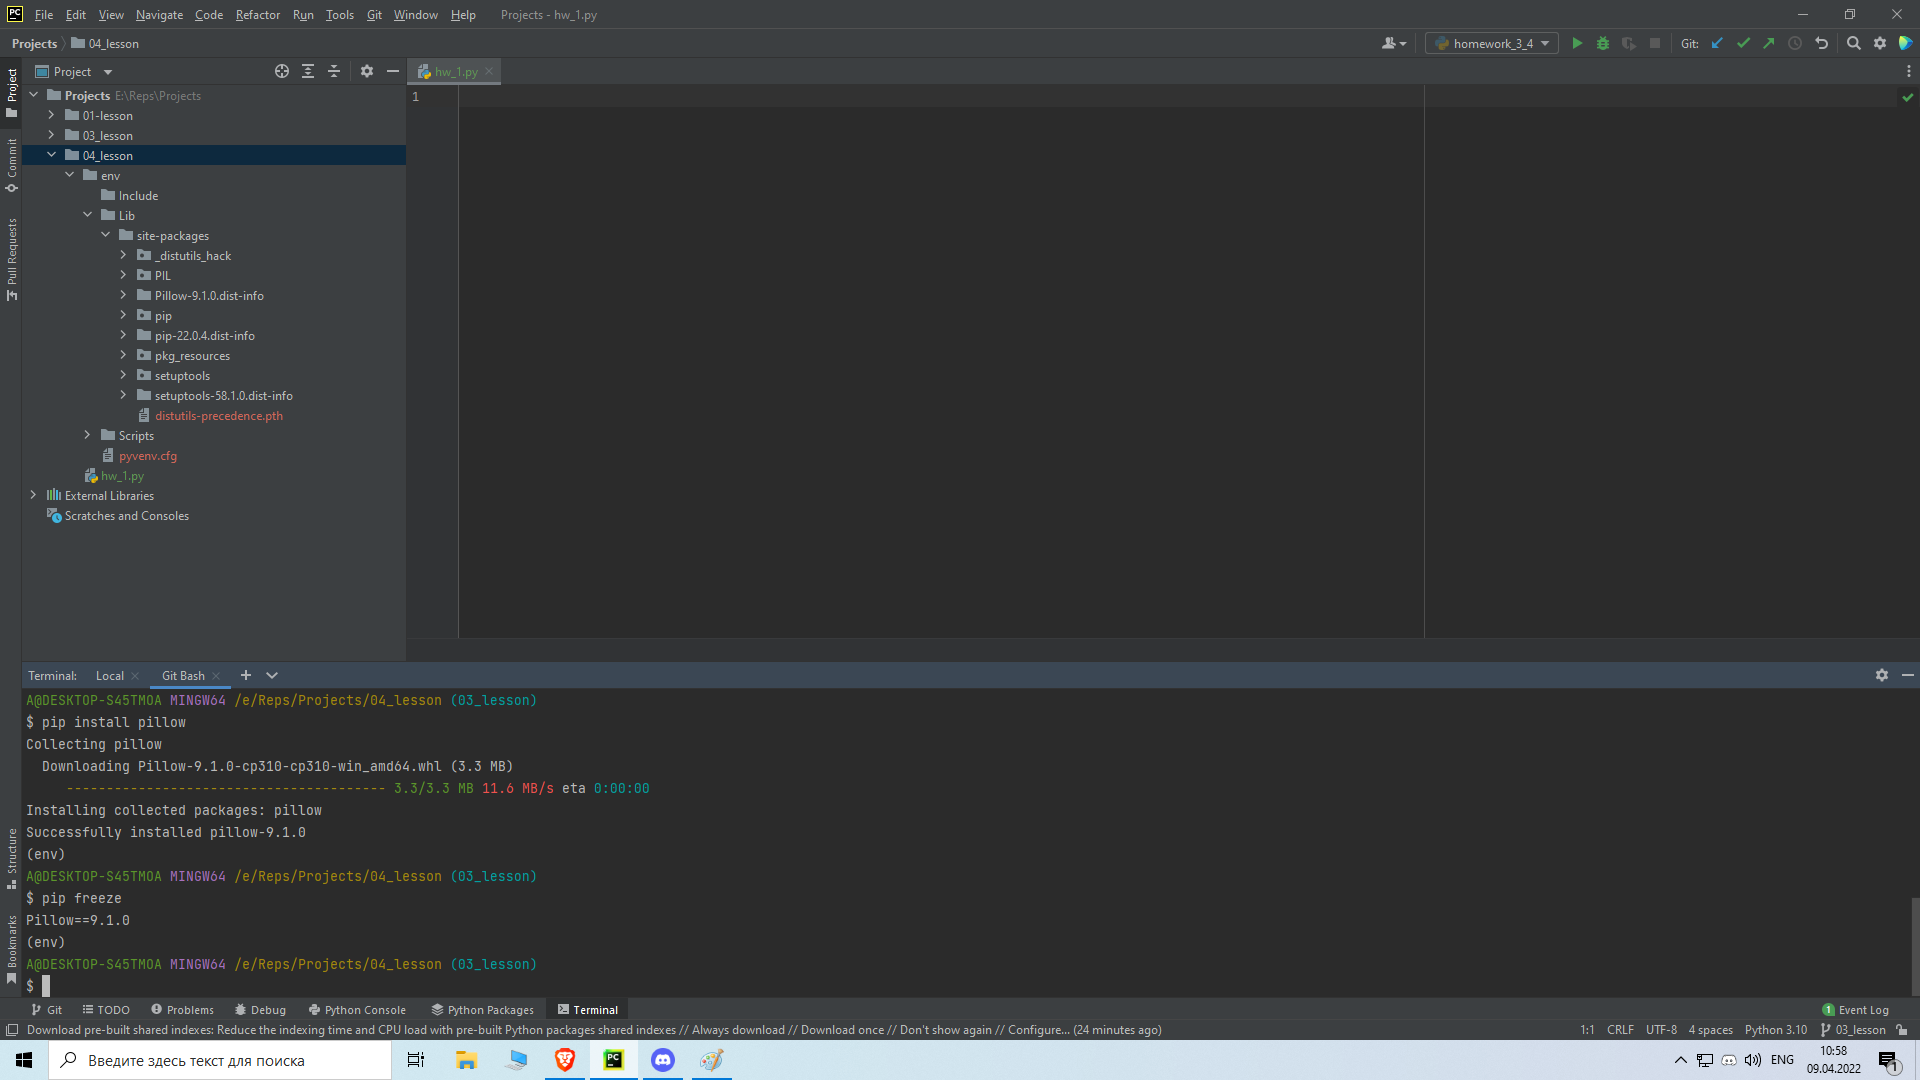 File Edit View Navigate Code Refactor Run Tools Git Window Help Projects - hw_1.py
Projects 04_lesson homework_3_4 Git:
Project
hw_1.py
Projects E:\Reps\Projects
01-lesson
03_lesson
04_lesson
env
Include
Lib
site-packages
_distutils_hack
PIL
Pillow-9.1.0.dist-info
pip
pip-22.0.4.dist-info
pkg_resources
setuptools
setuptools-58.1.0.dist-info
distutils-precedence.pth
Scripts
pyvenv.cfg
hw_1.py
External Libraries
Scratches and Consoles
1
Project
Commit
Pull Requests
Structure
Bookmarks
Terminal: Local Git Bash
A@DESKTOP-S45TMOA MINGW64 /e/Reps/Projects/04_lesson (03_lesson)
$ pip install pillow
Collecting pillow
Downloading Pillow-9.1.0-cp310-cp310-win_amd64.whl (3.3 MB)
---------------------------------------- 3.3/3.3 MB 11.6 MB/s eta 0:00:00
Installing collected packages: pillow
Successfully installed pillow-9.1.0
(env)
A@DESKTOP-S45TMOA MINGW64 /e/Reps/Projects/04_lesson (03_lesson)
$ pip freeze
Pillow==9.1.0
(env)
A@DESKTOP-S45TMOA MINGW64 /e/Reps/Projects/04_lesson (03_lesson)
$
Git TODO Problems Debug Python Console Python Packages Terminal 1 Event Log
Download pre-built shared indexes: Reduce the indexing time and CPU load with pre-built Python packages shared indexes // Always download // Download once // Don't show again // Configure... (24 minutes ago) 1:1 CRLF UTF-8 4 spaces Python 3.10 03_lesson
Введите здесь текст для поиска
PC
ENG
10:58
09.04.2022
1